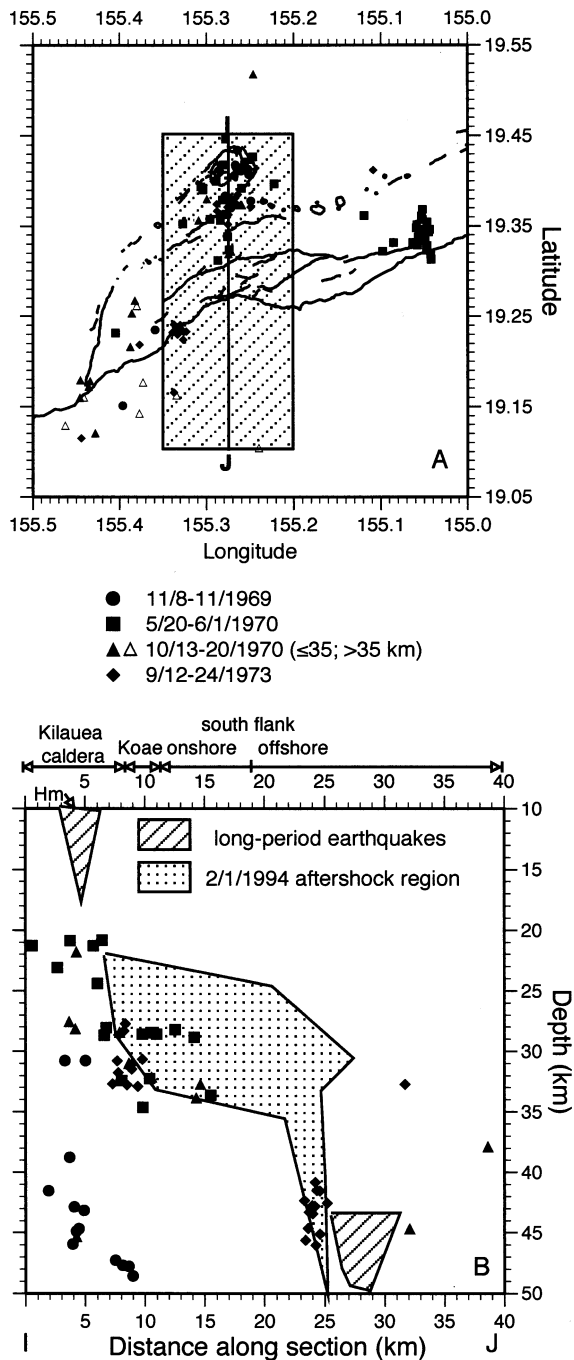 155.5 155.4 155.3 155.2 155.1 155.0
19.55
19.45
19.35
19.25
19.15
19.05
Latitude
J
A
155.5 155.4 155.3 155.2 155.1 155.0
Longitude
11/8-11/1969
5/20-6/1/1970
10/13-20/1970 (≤35; >35 km)
9/12-24/1973
Kilauea caldera
Koae
south flank
onshore offshore
Hm
5 10 15 20 25 30 35 40
long-period earthquakes
2/1/1994 aftershock region
10
15
20
25
30
35
40
45
50
Depth (km)
B
0 5 10 15 20 25 30 35 40
I Distance along section (km) J